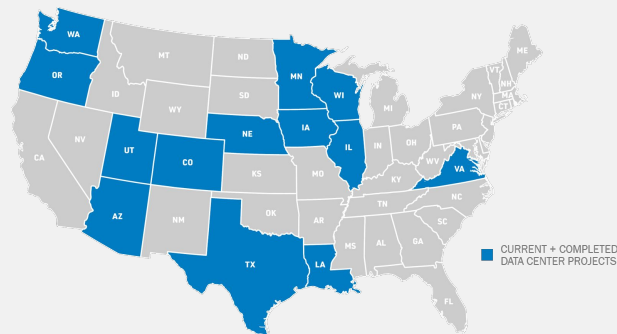 WA
MT
ND
MN
ME
OR
ID
SD
WI
MI
VT
NH
NY
MA
CT
WY
NE
IA
PA
NV
UT
CO
IL
IN
OH
WV
VA
CA
KS
MO
KY
AZ
NM
OK
AR
TN
NC
SC
TX
LA
MS
AL
GA
FL
CURRENT + COMPLETED
DATA CENTER PROJECTS